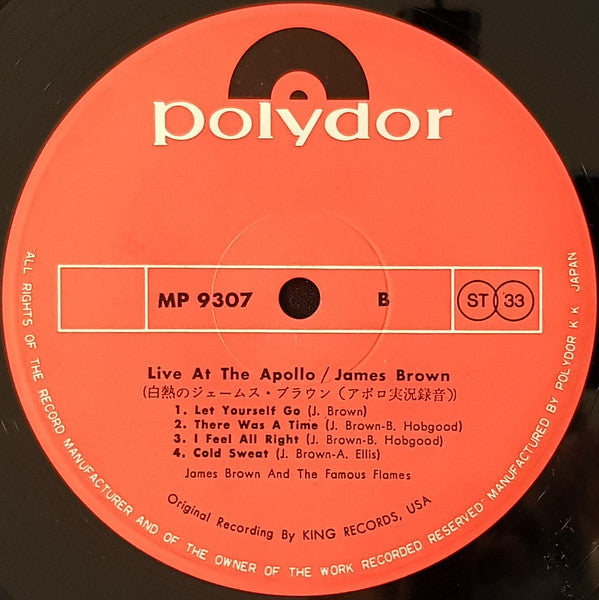 polydor
MP 9307
B
ST 33
Live At The Apollo / James Brown
(白熱のジェームス・ブラウン (アポロ実況録音))
1. Let Yourself Go (J. Brown)
2. There Was A Time (J. Brown-B. Hobgood)
3. I Feel All Right (J. Brown-B. Hobgood)
4. Cold Sweat (J. Brown-A. Ellis)
James Brown And The Famous Flames
Original Recording By KING RECORDS, USA
ALL RIGHTS OF THE RECORD MANUFACTURER AND OF THE OWNER OF THE WORK RECORDED RESERVED· MANUFACTURED BY POLYDOR K K JAPAN